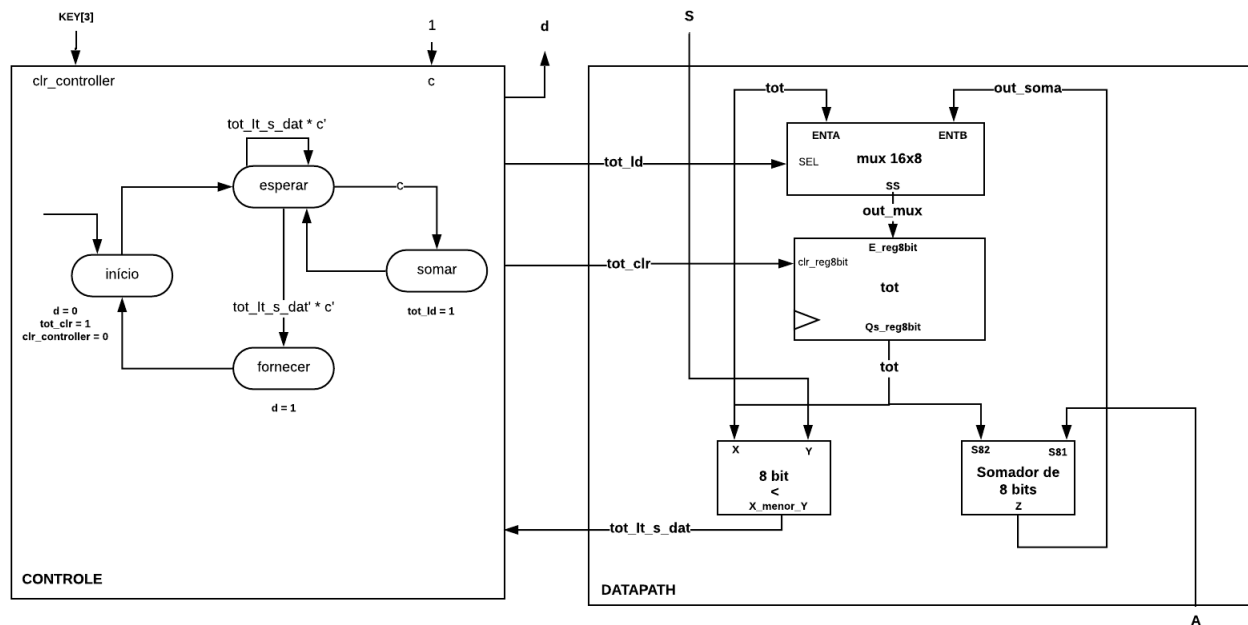 KEY[3]
1
d
S
clr_controller
c
tot_lt_s_dat * c'
esperar
c
início
d = 0
tot_clr = 1
clr_controller = 0
somar
tot_ld = 1
tot_lt_s_dat' * c'
fornecer
d = 1
CONTROLE
tot_ld
tot_clr
tot_lt_s_dat
tot
out_soma
ENTA
ENTB
SEL
mux 16x8
SS
out_mux
E_reg8bit
clr_reg8bit
tot
Qs_reg8bit
tot
X
Y
8 bit
<
X_menor_Y
S82
S81
Somador de
8 bits
Z
DATAPATH
A